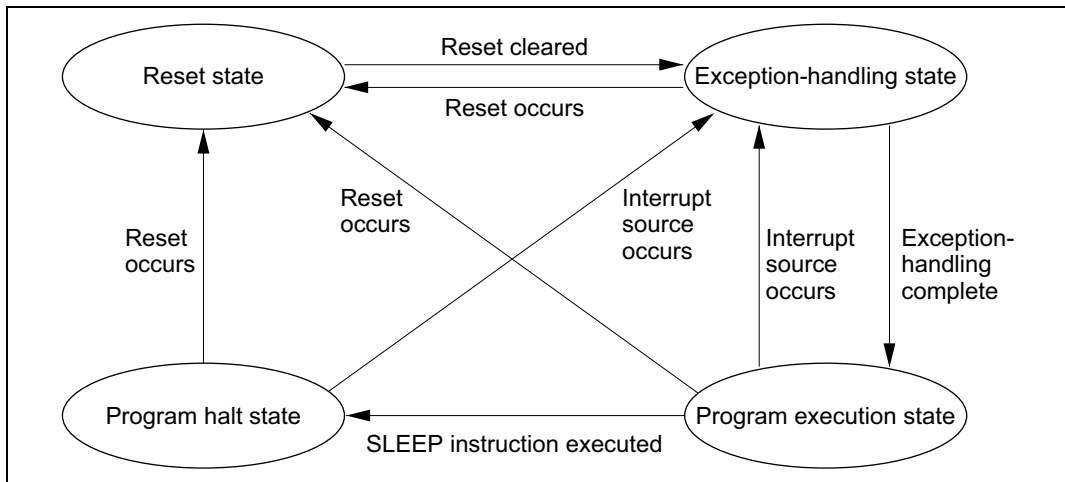 Reset cleared
Reset state
Exception-handling state
Reset occurs
Reset
occurs
Reset
occurs
Interrupt
source
occurs
Interrupt
source
occurs
Exception-
handling
complete
Program halt state
Program execution state
SLEEP instruction executed